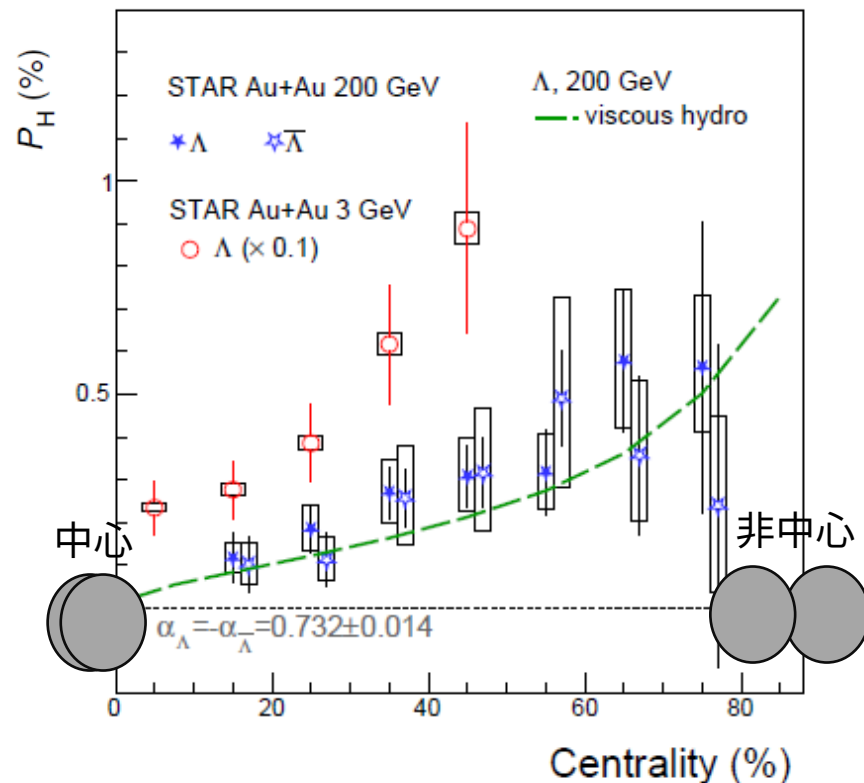 P_H (%)
STAR Au+Au 200 GeV
Λ Λ̅
STAR Au+Au 3 GeV
Λ (× 0.1)
Λ, 200 GeV
viscous hydro
1
0.5
中心
非中心
α_Λ=-α_Λ̅=0.732±0.014
0 20 40 60 80
Centrality (%)